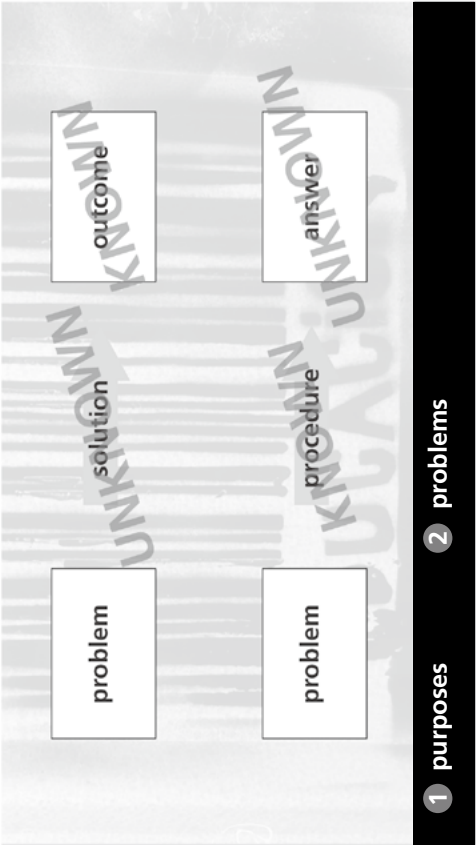 problem solution outcome
UNKNOWN KNOWN
problem procedure answer
KNOWN UNKNOWN
1 purposes 2 problems